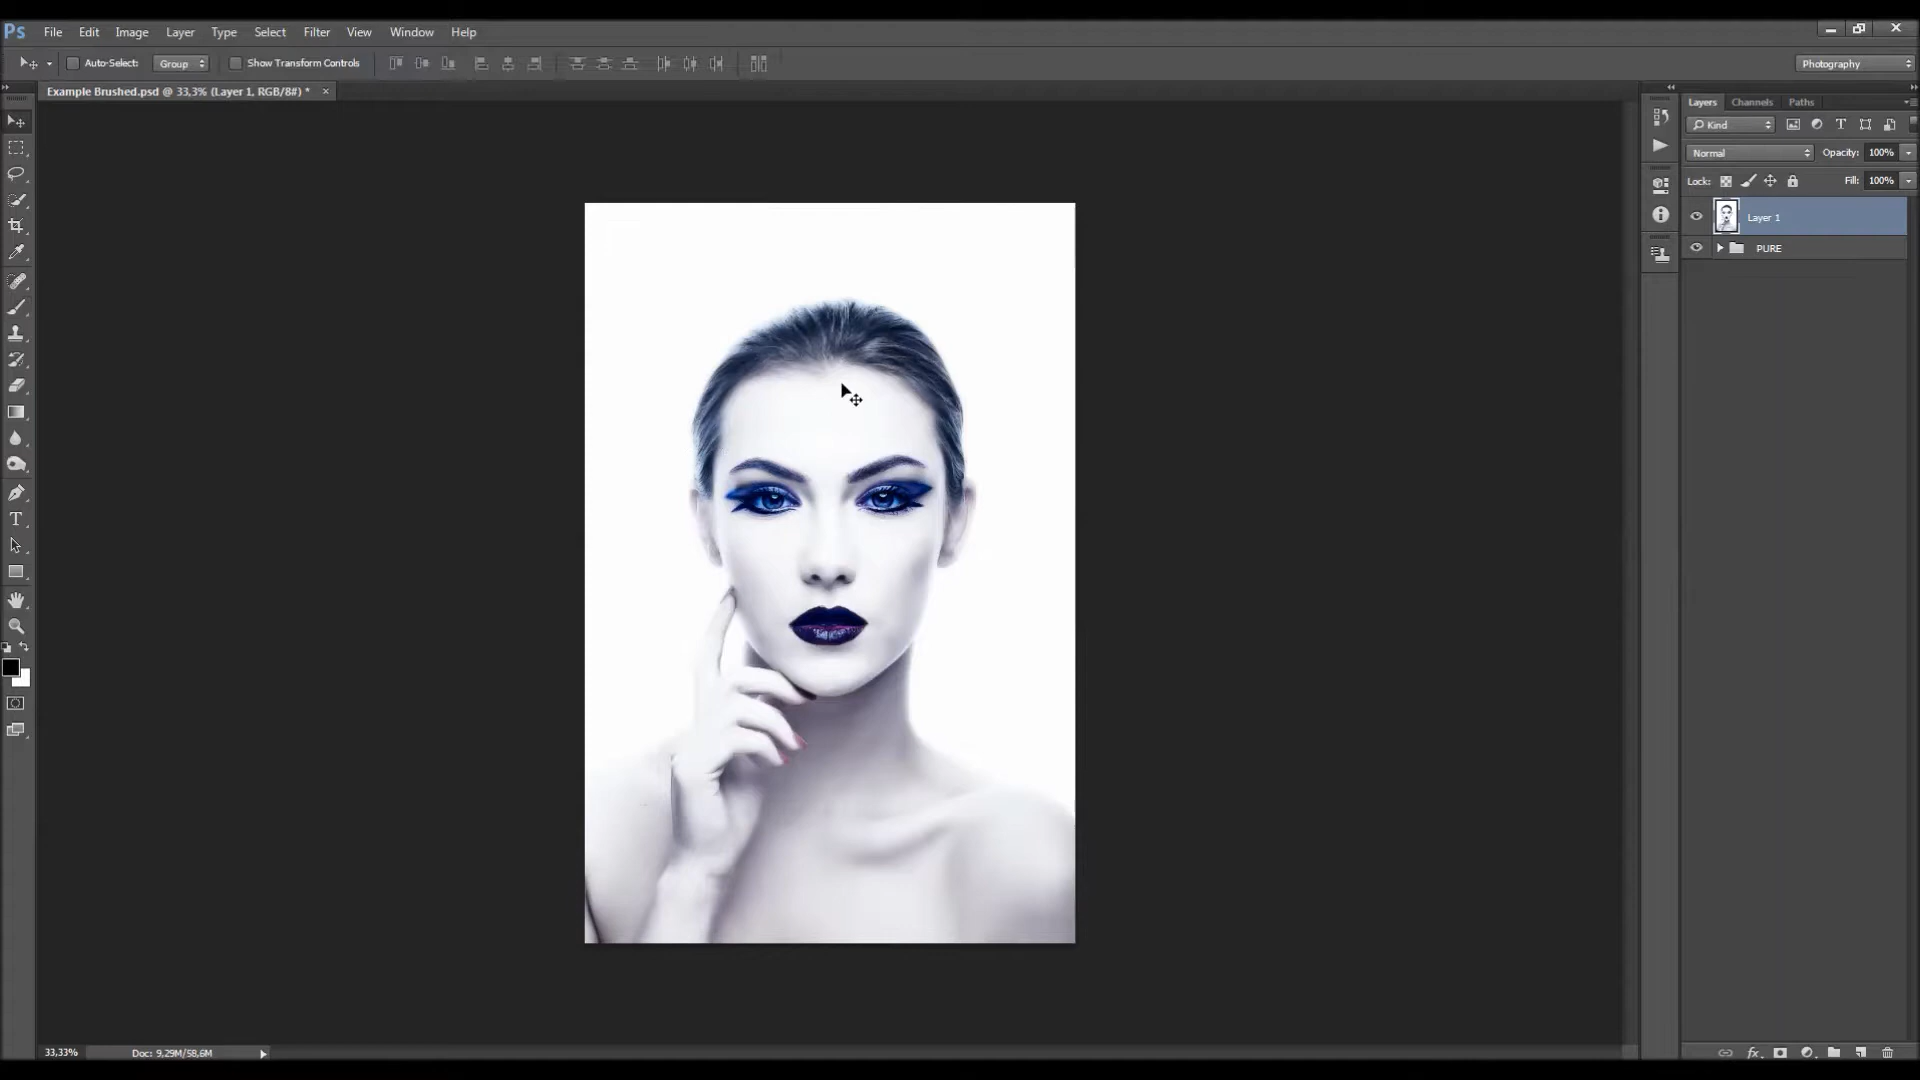 Ps File Edit Image Layer Type Select Filter View Window Help
Auto-Select: Group Show Transform Controls Photography
Example Brushed.psd @ 33,3% (Layer 1, RGB/8#) * ×
Layers Channels Paths
Kind
Normal Opacity: 100%
Lock: Fill: 100%
Layer 1
PURE
33,33% Doc: 9,29M/58,6M